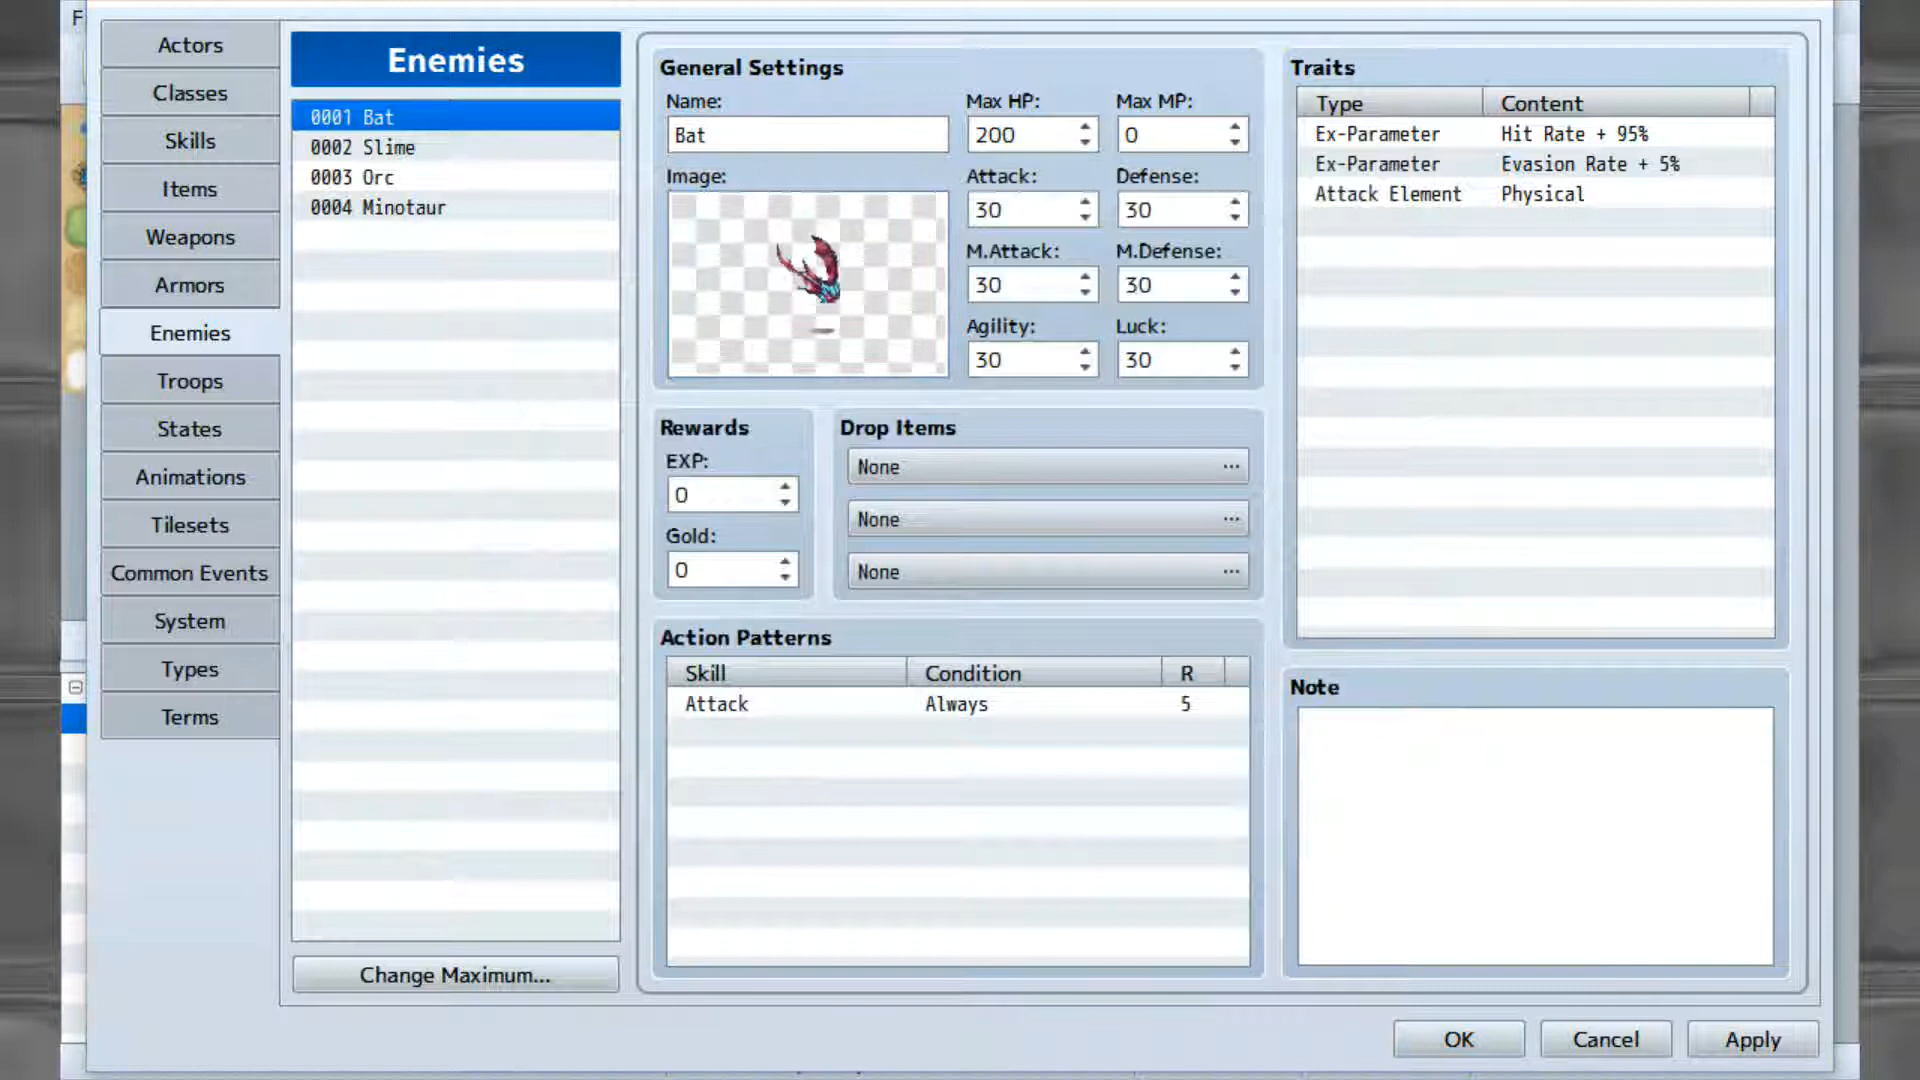 F
Actors
Classes
Skills
Items
Weapons
Armors
Enemies
Troops
States
Animations
Tilesets
Common Events
System
Types
Terms
Enemies
0001 Bat
0002 Slime
0003 Orc
0004 Minotaur
Change Maximum...
General Settings
Name:
Bat
Image:
Max HP:
200
Max MP:
0
Attack:
30
Defense:
30
M.Attack:
30
M.Defense:
30
Agility:
30
Luck:
30
Rewards
EXP:
0
Gold:
0
Drop Items
None ...
None ...
None ...
Action Patterns
Skill Condition R
Attack Always 5
Traits
Type Content
Ex-Parameter Hit Rate + 95%
Ex-Parameter Evasion Rate + 5%
Attack Element Physical
Note
OK Cancel Apply